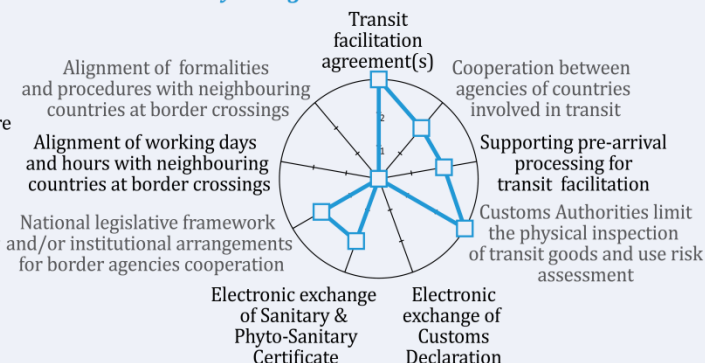 Transit
facilitation
agreement(s)
Alignment of formalities
and procedures with neighbouring
countries at border crossings
Cooperation between
agencies of countries
involved in transit
re
Alignment of working days
and hours with neighbouring
countries at border crossings
Supporting pre-arrival
processing for
transit facilitation
2
1
National legislative framework
and/or institutional arrangements
for border agencies cooperation
Customs Authorities limit
the physical inspection
of transit goods and use risk
assessment
Electronic exchange
of Sanitary &
Phyto-Sanitary
Certificate
Electronic
exchange of
Customs
Declaration